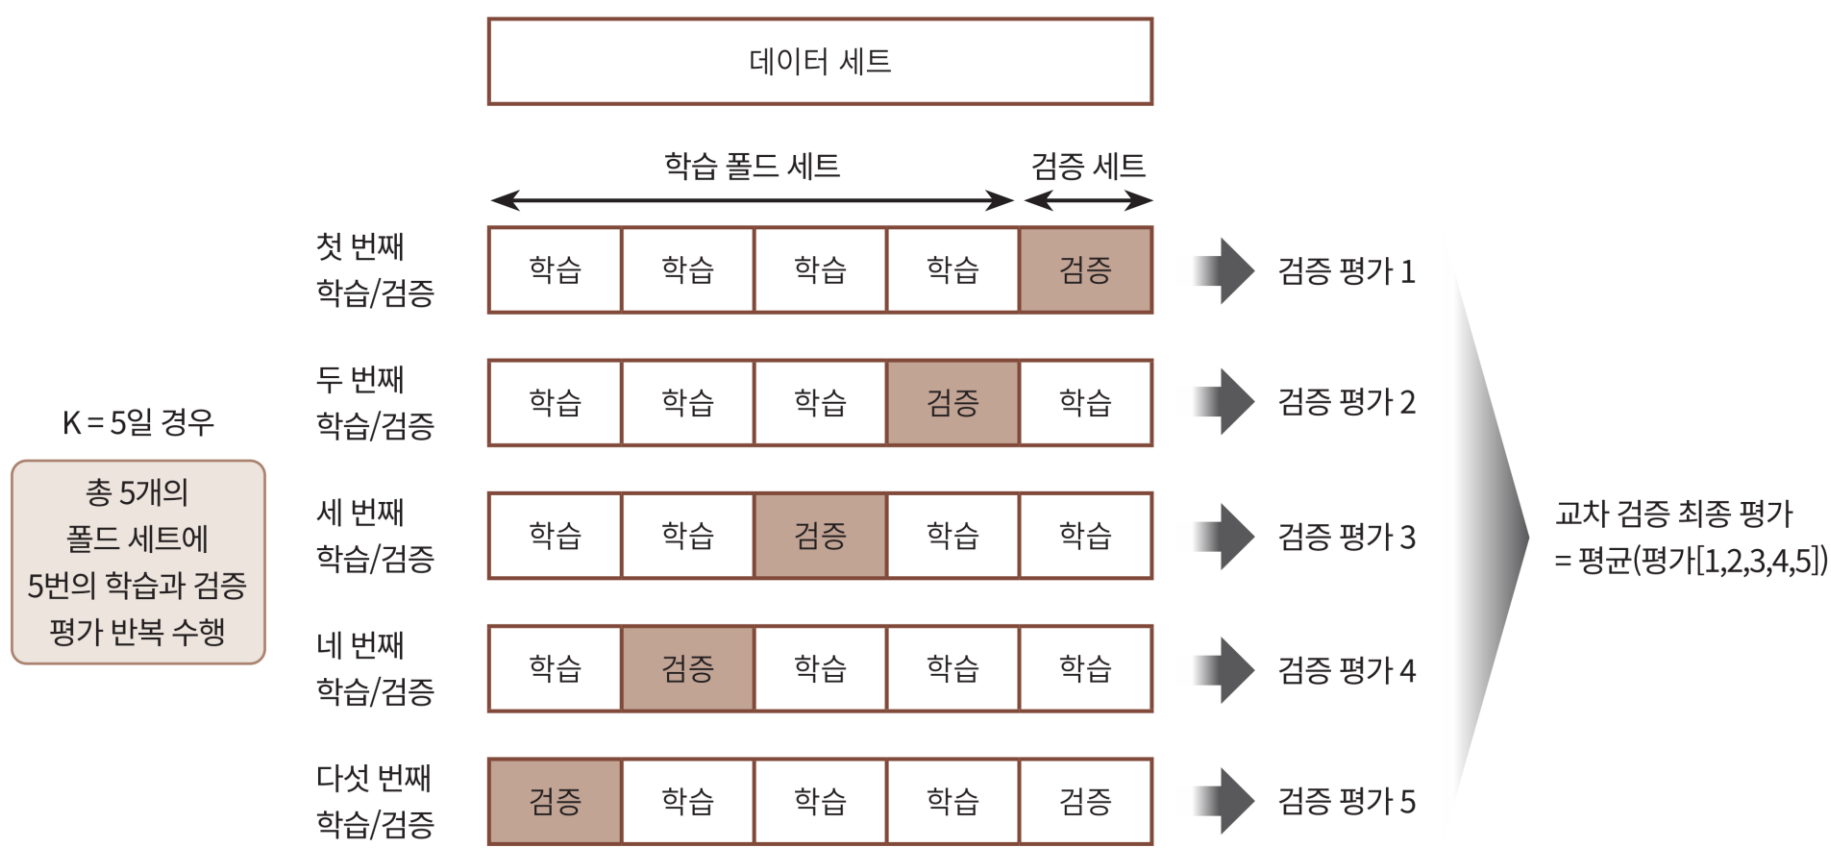 데이터 세트
학습 폴드 세트
검증 세트
첫 번째
학습/검증
학습
학습
학습
학습
검증
검증 평가 1
두 번째
학습/검증
학습
학습
학습
검증
학습
검증 평가 2
K = 5일 경우
총 5개의
폴드 세트에
5번의 학습과 검증
평가 반복 수행
세 번째
학습/검증
학습
학습
검증
학습
학습
검증 평가 3
네 번째
학습/검증
학습
검증
학습
학습
학습
검증 평가 4
다섯 번째
학습/검증
검증
학습
학습
학습
검증
검증 평가 5
교차 검증 최종 평가
= 평균(평가[1,2,3,4,5])